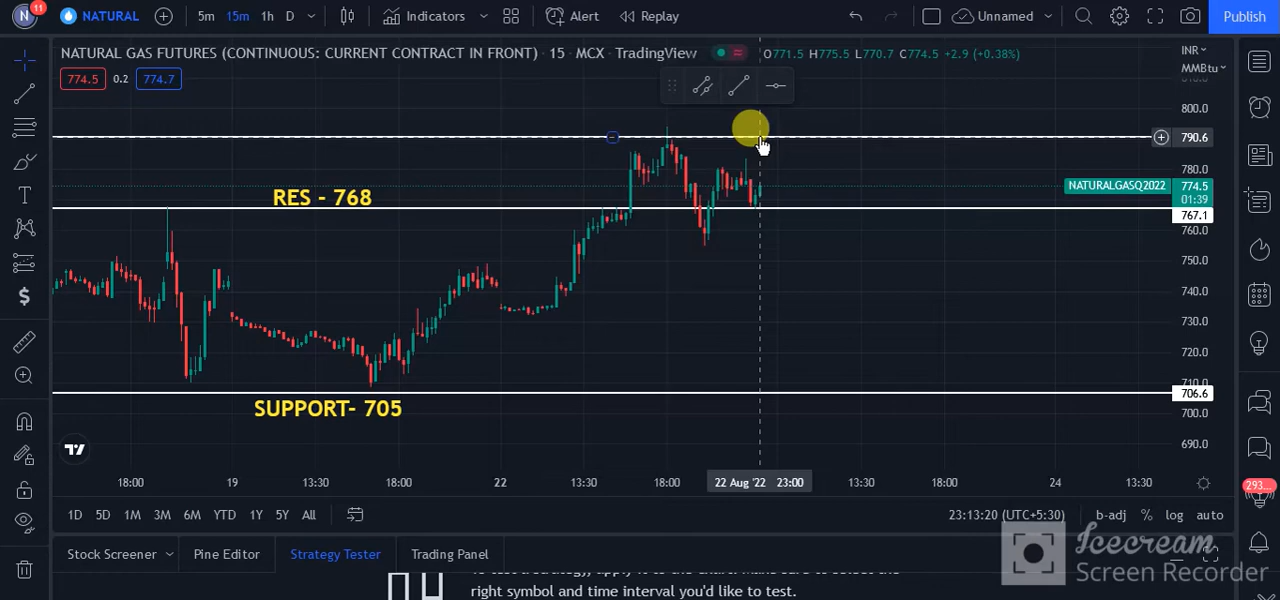 N 11 NATURAL 5m 15m 1h D Indicators Alert Replay Unnamed Publish
NATURAL GAS FUTURES (CONTINUOUS: CURRENT CONTRACT IN FRONT) · 15 · MCX · TradingView O771.5 H775.5 L770.7 C774.5 +2.9 (+0.38%)
INR
MMBtu
774.5 0.2 774.7
800.0
790.6
780.0
NATURALGASQ2022 774.5
01:39
RES - 768
767.1
760.0
750.0
740.0
730.0
720.0
710.0
706.6
SUPPORT- 705
700.0
690.0
18:00 19 13:30 18:00 22 13:30 18:00 22 Aug '22 23:00 13:30 18:00 24 13:30
1D 5D 1M 3M 6M YTD 1Y 5Y All 23:13:20 (UTC+5:30) b-adj % log auto
293...
Stock Screener Pine Editor Strategy Tester Trading Panel
Icecream
Screen Recorder
right symbol and time interval you'd like to test.